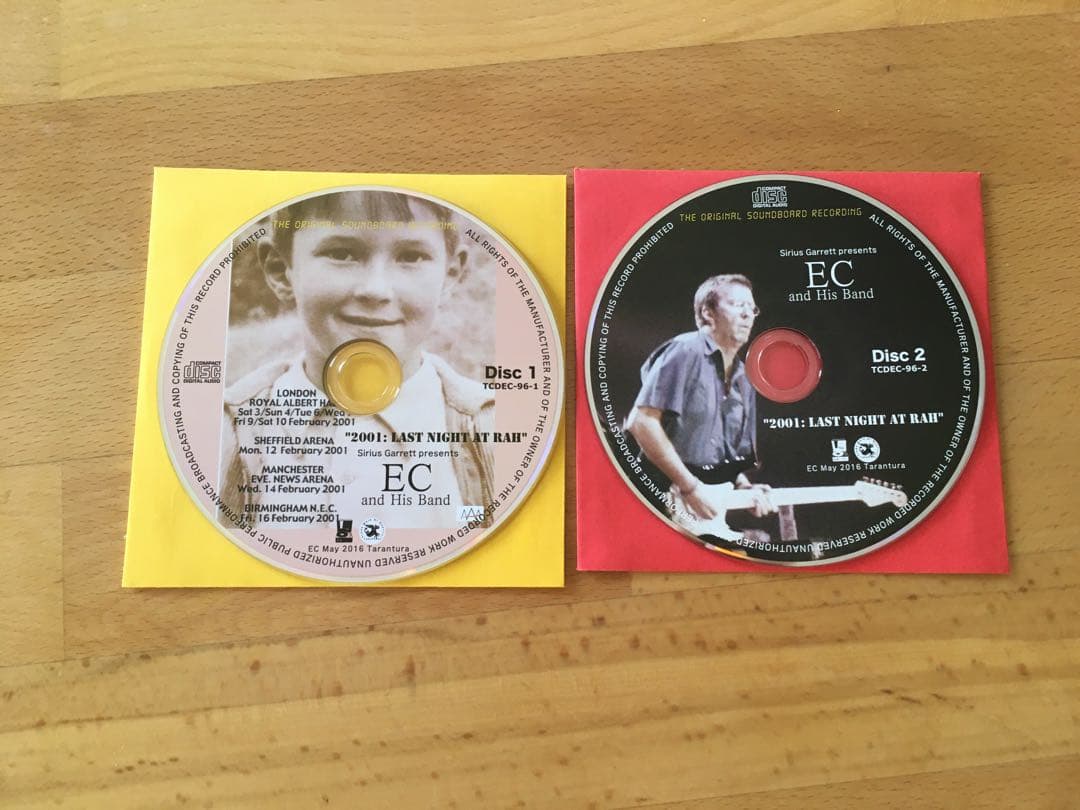 THE ORIGINAL SOUNDBOARD RECORDING
ALL RIGHTS OF THE MANUFACTURER AND OF THE OWNER OF THE RECORDED WORK RESERVED UNAUTHORIZED PUBLIC PERFORMANCE BROADCASTING AND COPYING OF THIS RECORD PROHIBITED
COMPACT
disc
DIGITAL AUDIO
Disc 1
TCDEC-96-1
LONDON
ROYAL ALBERT
Sat 3/Sun 4/Tue 6/Wed
Fri 9/Sat 10 February 2001
SHEFFIELD ARENA
Mon. 12 February 2001
MANCHESTER
EVE. NEWS ARENA
Wed. 14 February 2001
BIRMINGHAM N.E.C.
Fri. 16 February 2001
"2001: LAST NIGHT AT RAH"
Sirius Garrett presents
EC
and His Band
EC May 2016 Tarantura
COMPACT
disc
DIGITAL AUDIO
THE ORIGINAL SOUNDBOARD RECORDING
ALL RIGHTS OF THE MANUFACTURER AND OF THE OWNER OF THE RECORDED WORK RESERVED UNAUTHORIZED PERFORMANCE BROADCASTING AND COPYING OF THIS RECORD PROHIBITED
Sirius Garrett presents
EC
and His Band
Disc 2
TCDEC-96-2
"2001: LAST NIGHT AT RAH"
EC May 2016 Tarantura